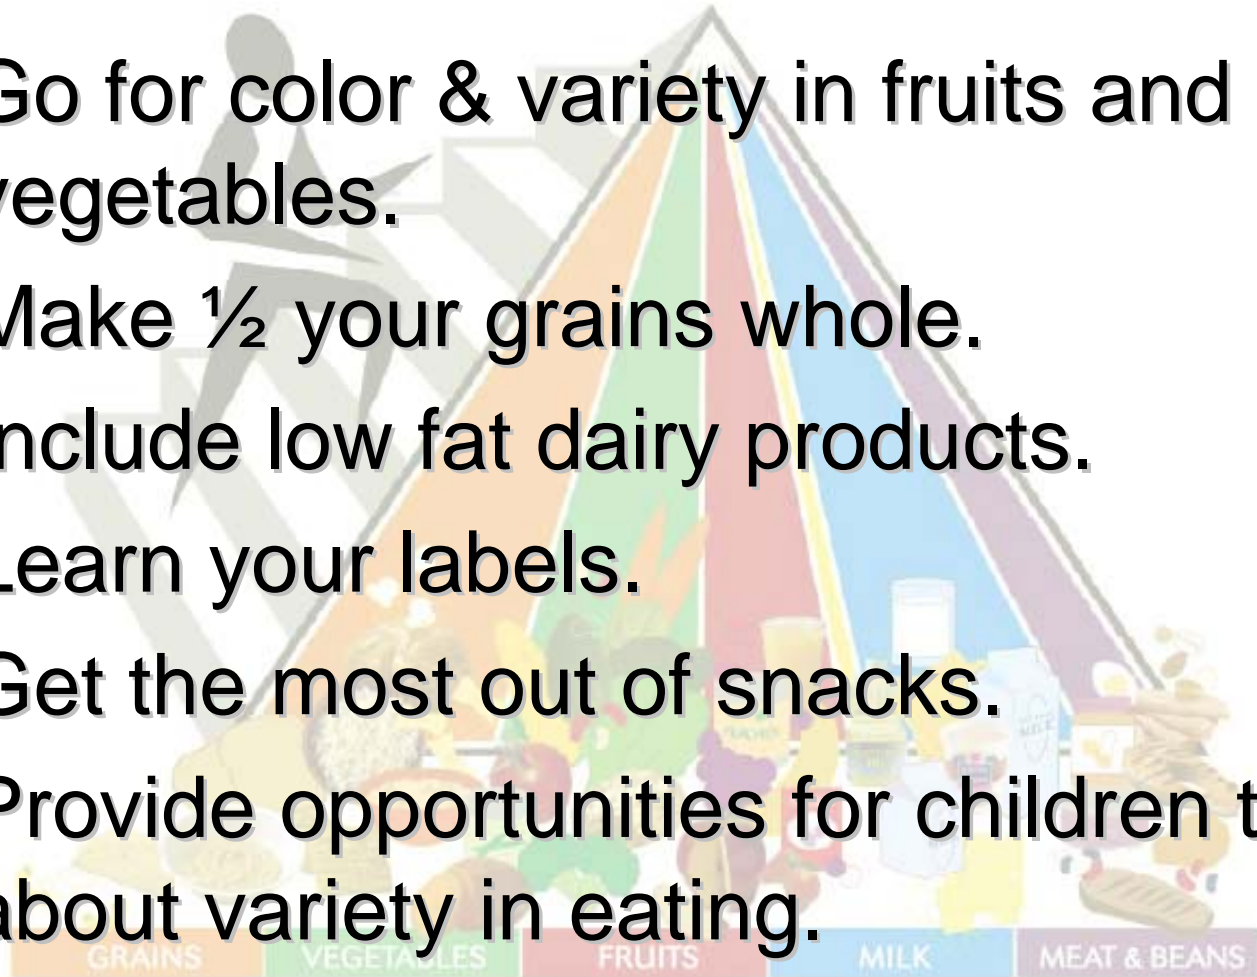 Go for color & variety in fruits and
vegetables.
Make ½ your grains whole.
Include low fat dairy products.
Learn your labels.
Get the most out of snacks.
Provide opportunities for children
about variety in eating.
GRAINS VEGETABLES FRUITS MILK MEAT & BEANS